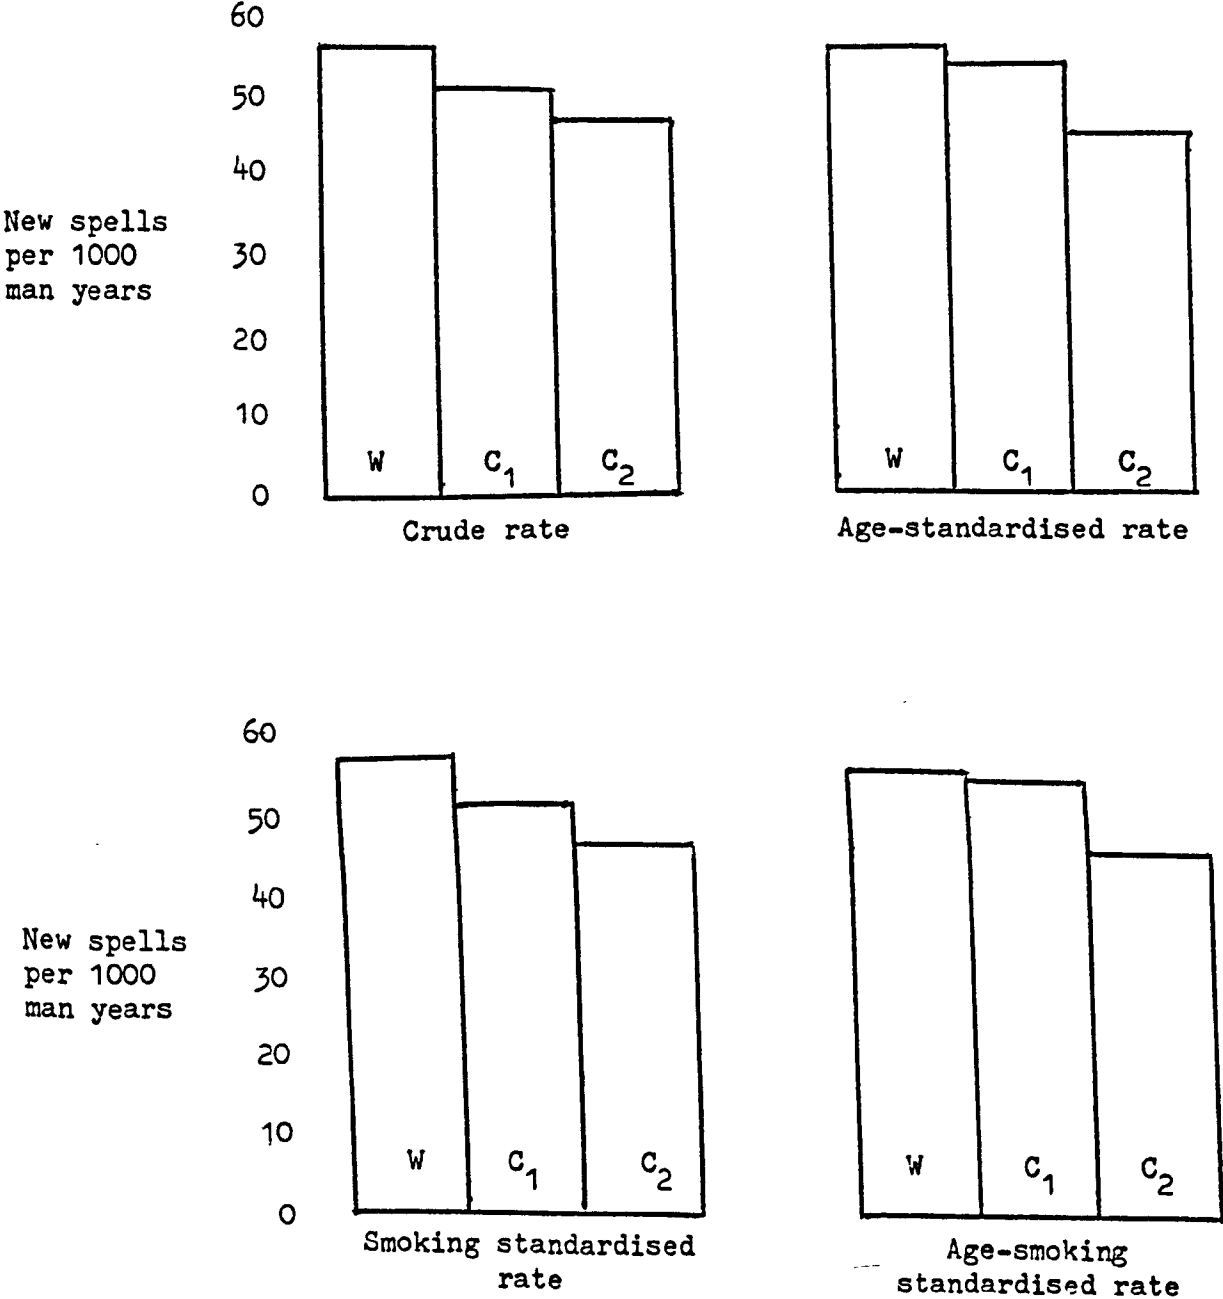 60
50
40
30
20
10
0
New spells
per 1000
man years
W C₁ C₂
Crude rate
W C₁ C₂
Age-standardised rate
60
50
40
30
20
10
0
New spells
per 1000
man years
W C₁ C₂
Smoking standardised
rate
W C₁ C₂
Age-smoking
standardised rate